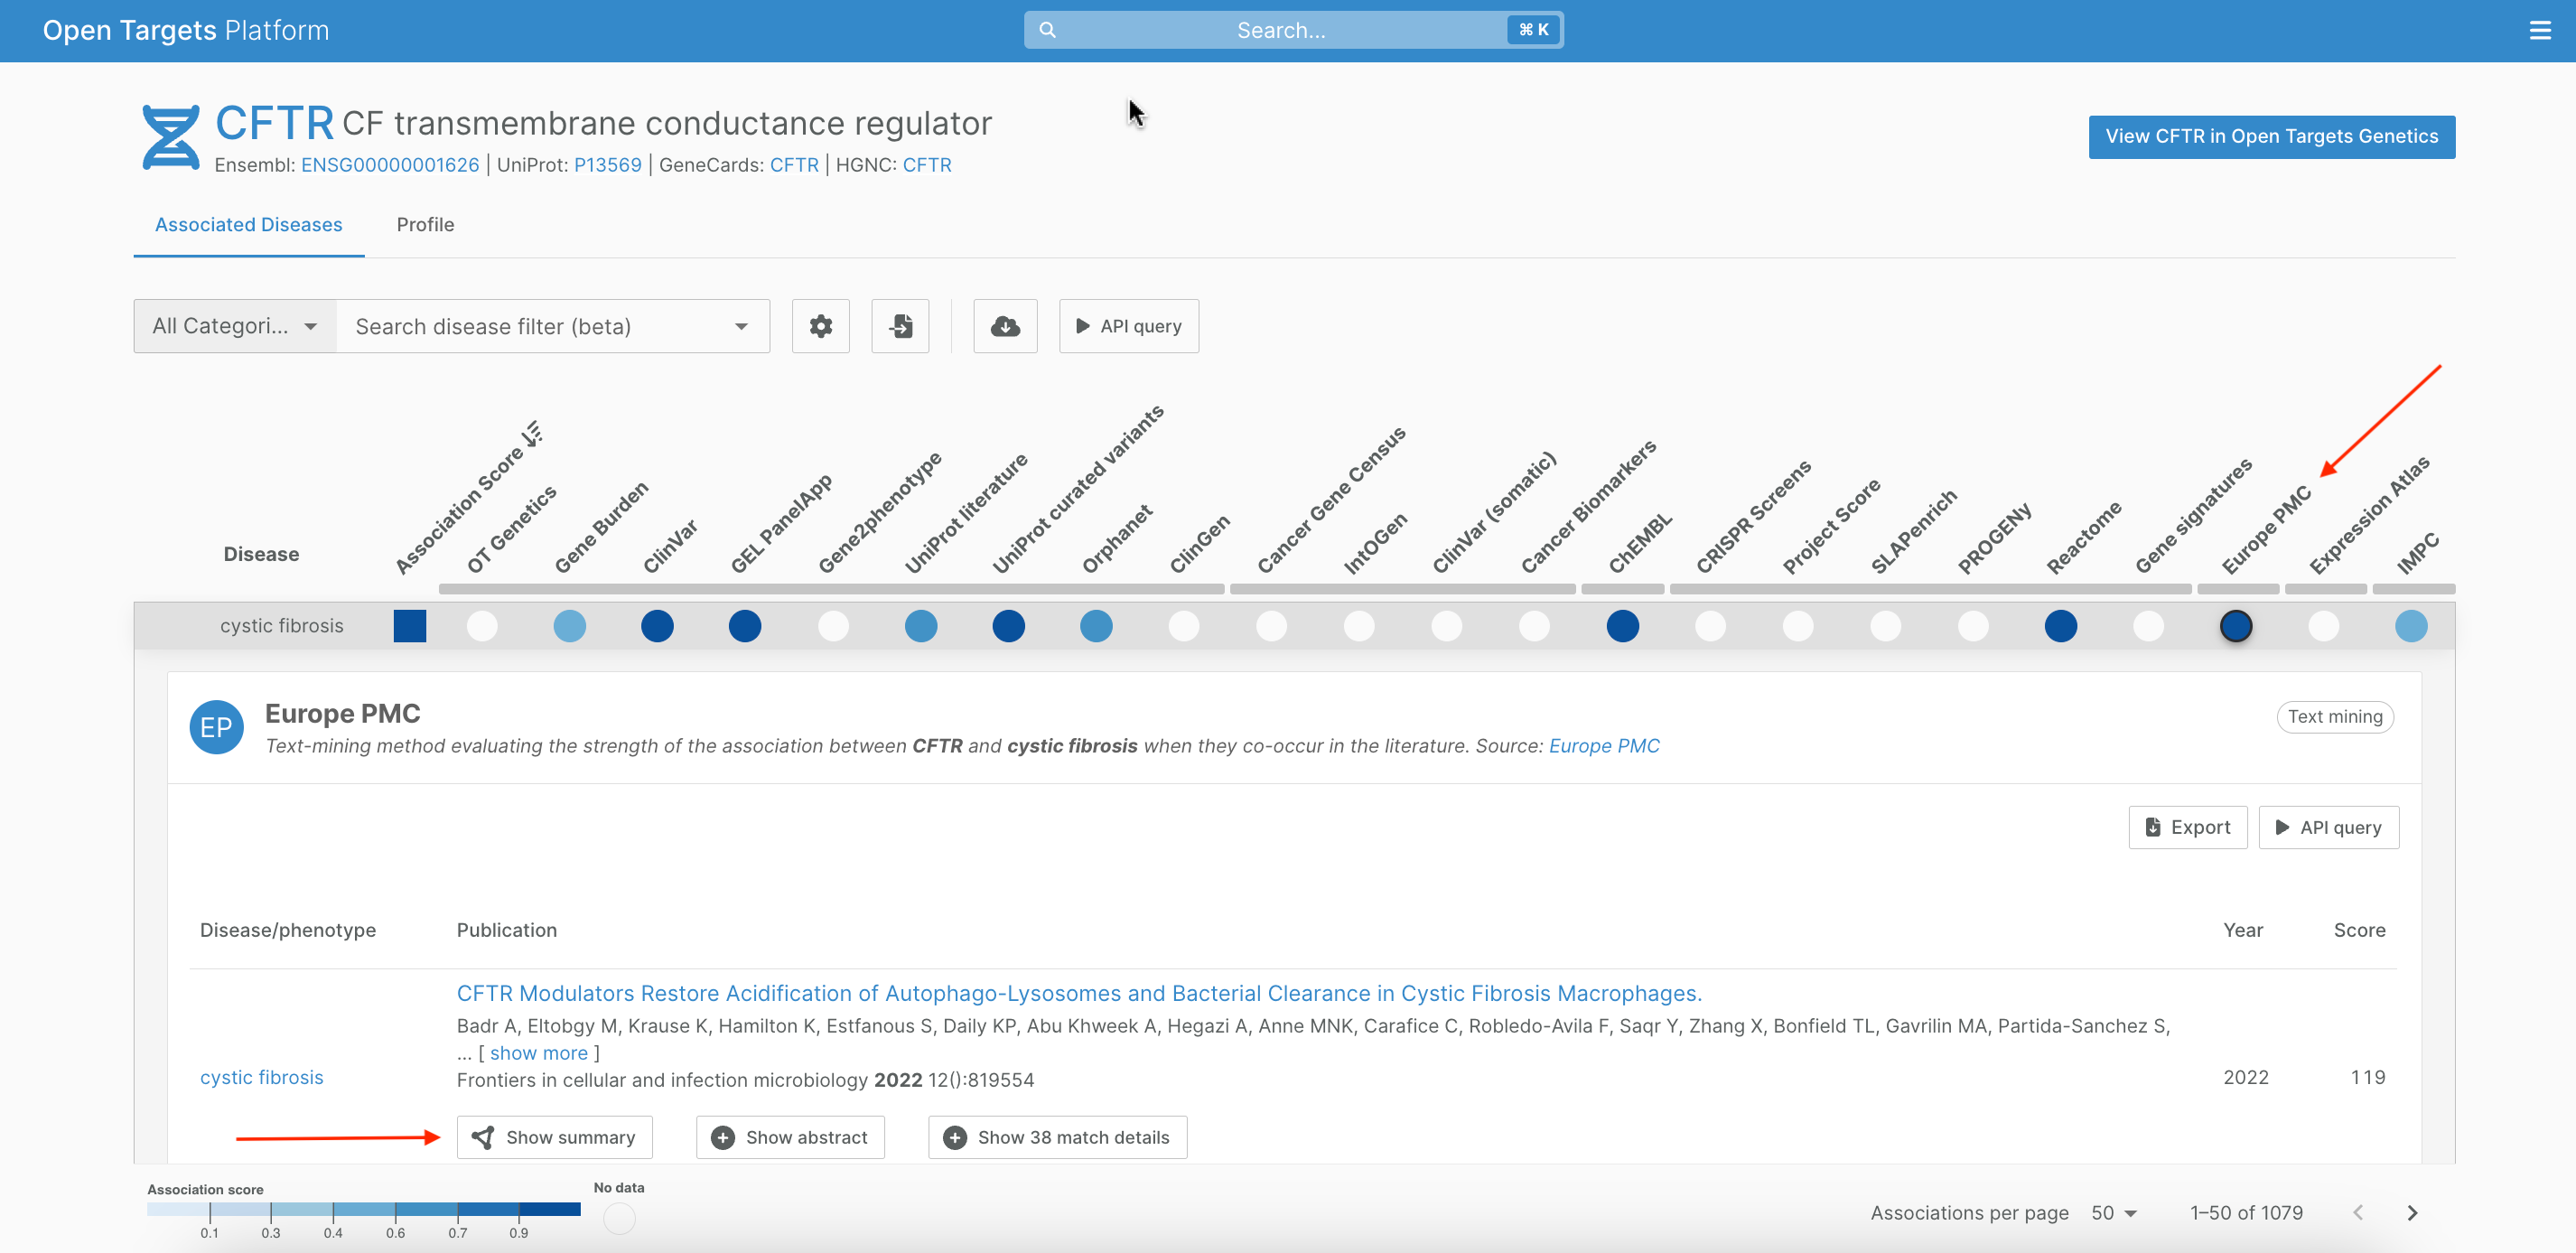 Open Targets Platform
Search...
⌘ K
CFTR CF transmembrane conductance regulator
View CFTR in Open Targets Genetics
Ensembl: ENSG00000001626 | UniProt: P13569 | GeneCards: CFTR | HGNC: CFTR
Associated Diseases
Profile
All Categori...
Search disease filter (beta)
API query
Disease
Association Score
OT Genetics
Gene Burden
ClinVar
GEL PanelApp
Gene2phenotype
UniProt literature
UniProt curated variants
Orphanet
ClinGen
Cancer Gene Census
IntOGen
ClinVar (somatic)
Cancer Biomarkers
ChEMBL
CRISPR Screens
Project Score
SLAPenrich
PROGENy
Reactome
Gene signatures
Europe PMC
Expression Atlas
IMPC
cystic fibrosis
EP
Europe PMC
Text mining
Text-mining method evaluating the strength of the association between CFTR and cystic fibrosis when they co-occur in the literature. Source: Europe PMC
Export
API query
Disease/phenotype
Publication
Year
Score
CFTR Modulators Restore Acidification of Autophago-Lysosomes and Bacterial Clearance in Cystic Fibrosis Macrophages.
Badr A, Eltobgy M, Krause K, Hamilton K, Estfanous S, Daily KP, Abu Khweek A, Hegazi A, Anne MNK, Carafice C, Robledo-Avila F, Saqr Y, Zhang X, Bonfield TL, Gavrilin MA, Partida-Sanchez S,
... [ show more ]
cystic fibrosis
Frontiers in cellular and infection microbiology 2022 12():819554
2022
119
Show summary
Show abstract
Show 38 match details
Association score
No data
0.1
0.3
0.4
0.6
0.7
0.9
Associations per page
50
1–50 of 1079